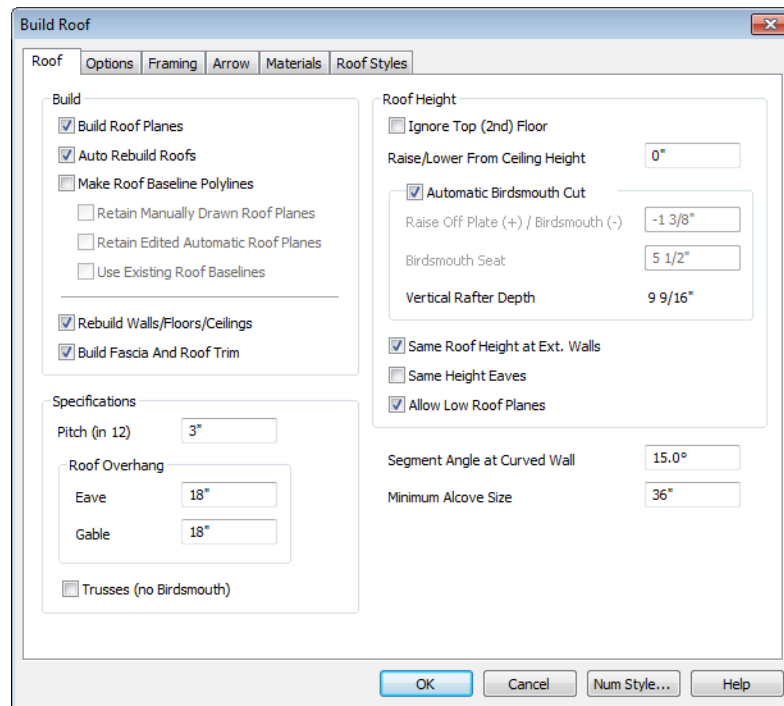 Build Roof
Roof Options Framing Arrow Materials Roof Styles
Build
Build Roof Planes
Auto Rebuild Roofs
Make Roof Baseline Polylines
Retain Manually Drawn Roof Planes
Retain Edited Automatic Roof Planes
Use Existing Roof Baselines
Rebuild Walls/Floors/Ceilings
Build Fascia And Roof Trim
Specifications
Pitch (in 12) 3"
Roof Overhang
Eave 18"
Gable 18"
Trusses (no Birdsmouth)
Roof Height
Ignore Top (2nd) Floor
Raise/Lower From Ceiling Height 0"
Automatic Birdsmouth Cut
Raise Off Plate (+) / Birdsmouth (-) -1 3/8"
Birdsmouth Seat 5 1/2"
Vertical Rafter Depth 9 9/16"
Same Roof Height at Ext. Walls
Same Height Eaves
Allow Low Roof Planes
Segment Angle at Curved Wall 15.0°
Minimum Alcove Size 36"
OK Cancel Num Style... Help